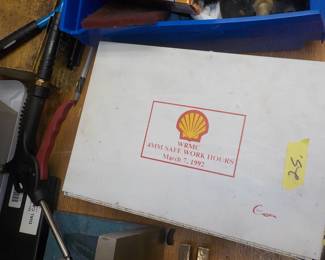 WRMC
4MM SAFE WORK HOURS
March 7, 1992
25.